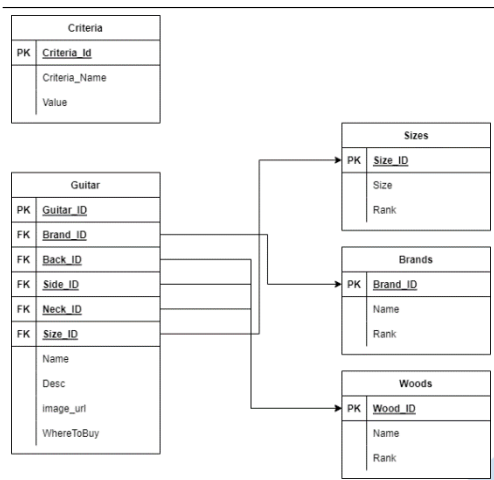 Criteria
PK Criteria_Id
Criteria_Name
Value
Guitar
PK Guitar_ID
FK Brand_ID
FK Back_ID
FK Side_ID
FK Neck_ID
FK Size_ID
Name
Desc
image_url
WhereToBuy
Sizes
PK Size_ID
Size
Rank
Brands
PK Brand_ID
Name
Rank
Woods
PK Wood_ID
Name
Rank